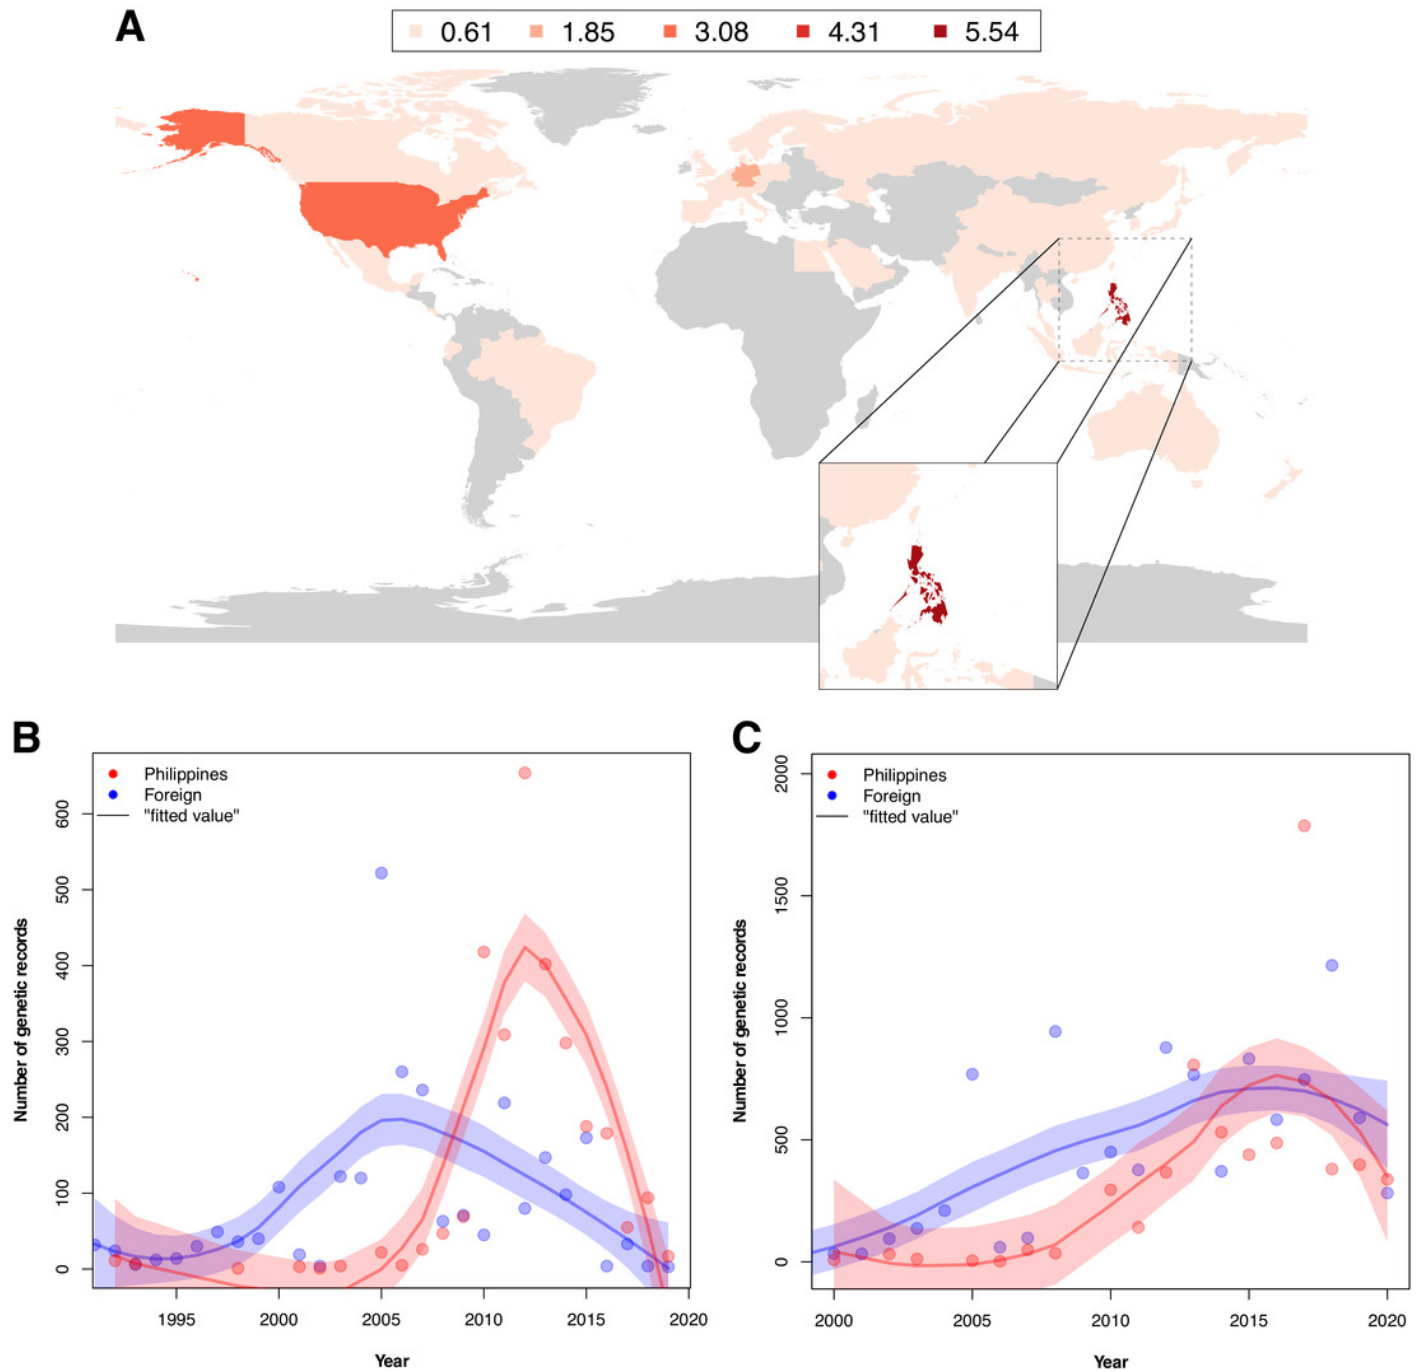 A
0.61 1.85 3.08 4.31 5.54
B
Philippines
Foreign
"fitted value"
Number of genetic records
600
500
400
300
200
100
0
1995 2000 2005 2010 2015 2020
Year
C
Philippines
Foreign
"fitted value"
Number of genetic records
2000
1500
1000
500
0
2000 2005 2010 2015 2020
Year